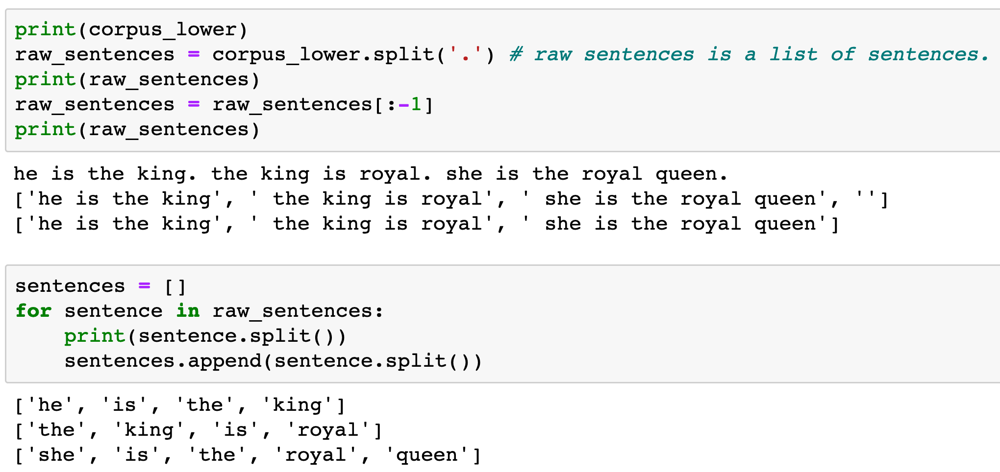 print(corpus_lower)
raw_sentences = corpus_lower.split('.') # raw sentences is a list of sentences.
print(raw_sentences)
raw_sentences = raw_sentences[:-1]
print(raw_sentences)
he is the king. the king is royal. she is the royal queen.
['he is the king', ' the king is royal', ' she is the royal queen', '']
['he is the king', ' the king is royal', ' she is the royal queen']
sentences = []
for sentence in raw_sentences:
    print(sentence.split())
    sentences.append(sentence.split())
['he', 'is', 'the', 'king']
['the', 'king', 'is', 'royal']
['she', 'is', 'the', 'royal', 'queen']